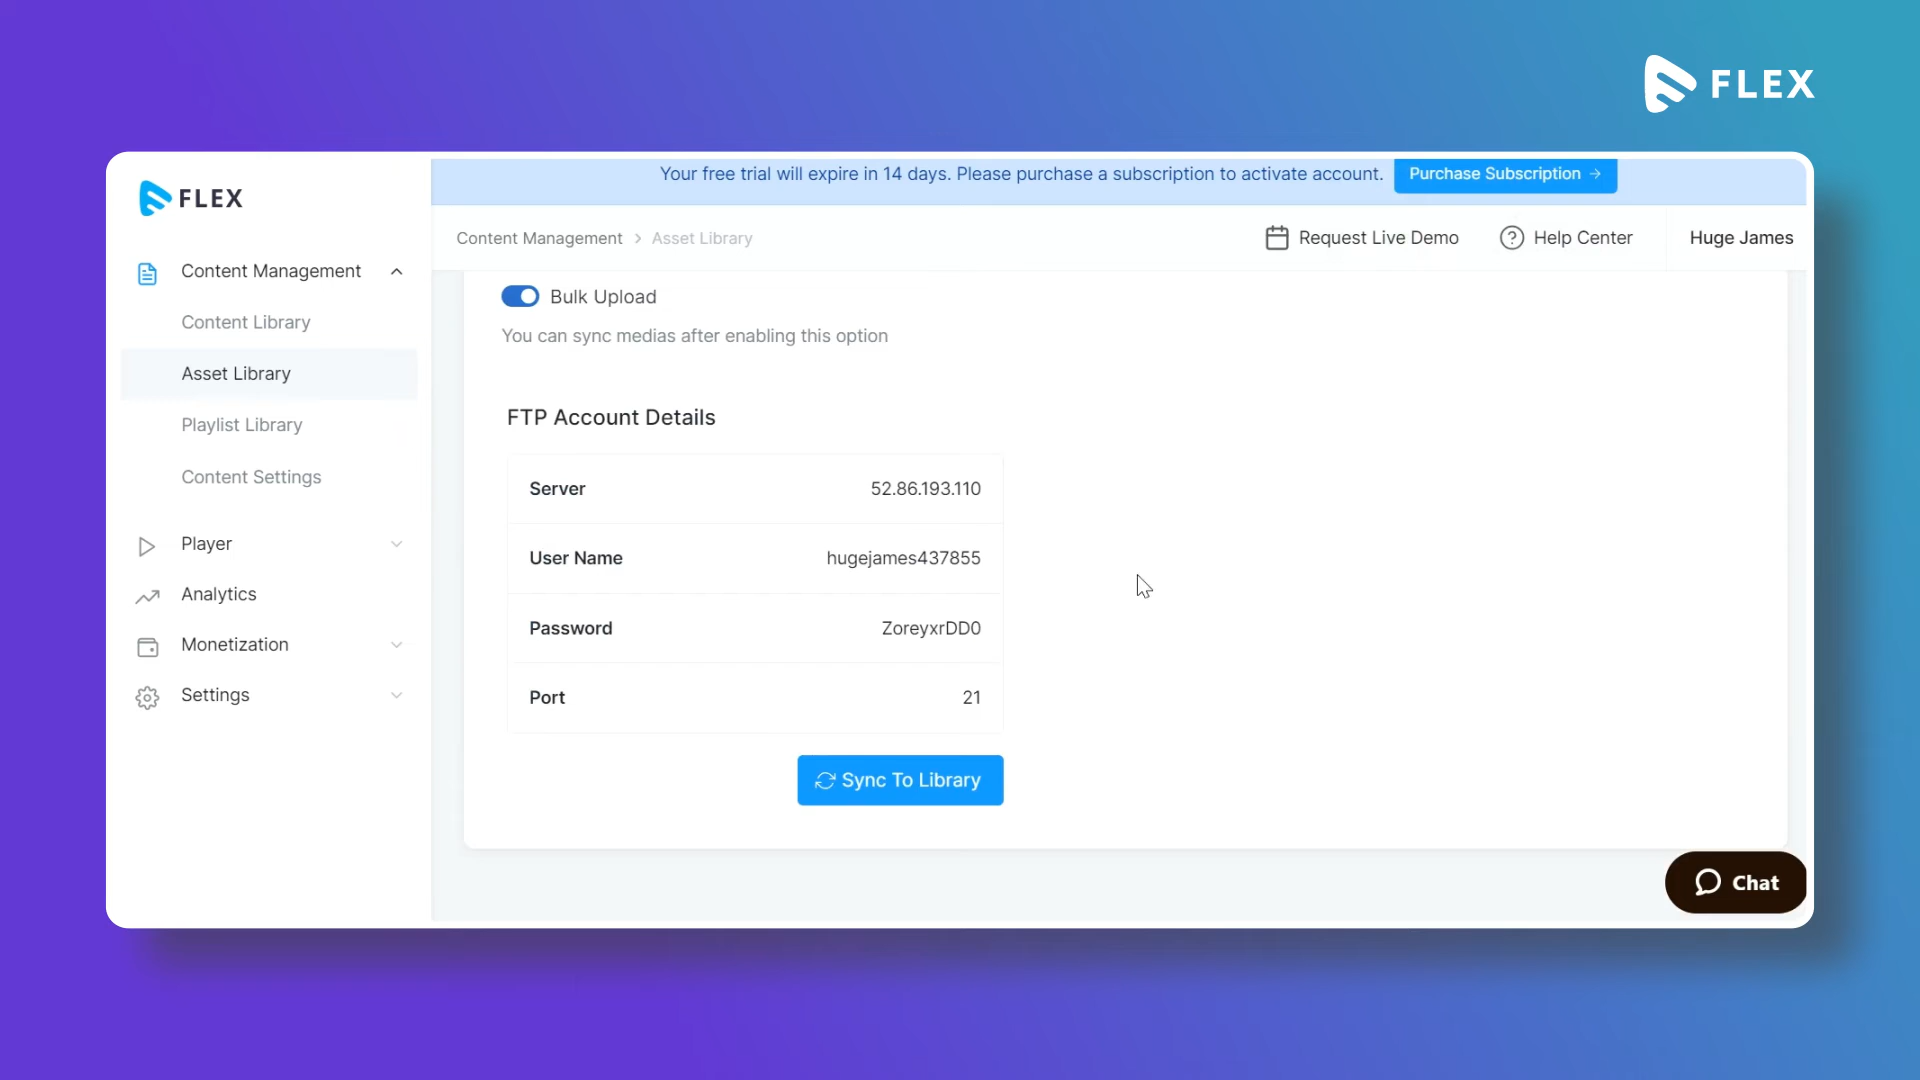 FLEX
FLEX
Your free trial will expire in 14 days. Please purchase a subscription to activate account.
Purchase Subscription →
Content Management > Asset Library
Request Live Demo
Help Center
Huge James
Content Management
Content Library
Asset Library
Playlist Library
Content Settings
Player
Analytics
Monetization
Settings
Bulk Upload
You can sync medias after enabling this option
FTP Account Details
Server 52.86.193.110
User Name hugejames437855
Password ZoreyxrDD0
Port 21
Sync To Library
Chat